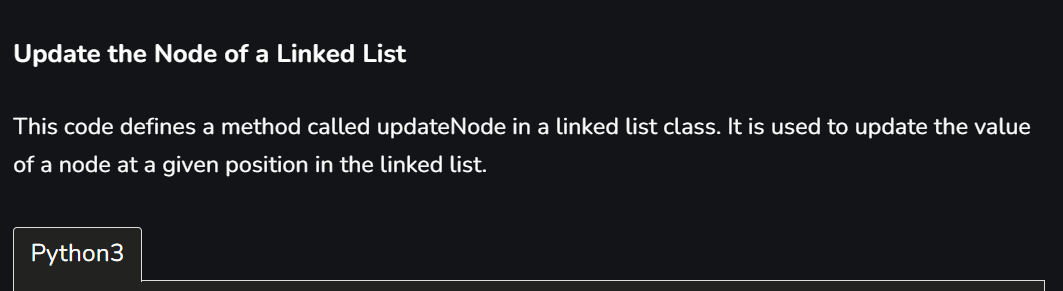 Update the Node of a Linked List
This code defines a method called updateNode in a linked list class. It is used to update the value
of a node at a given position in the linked list.
Python3